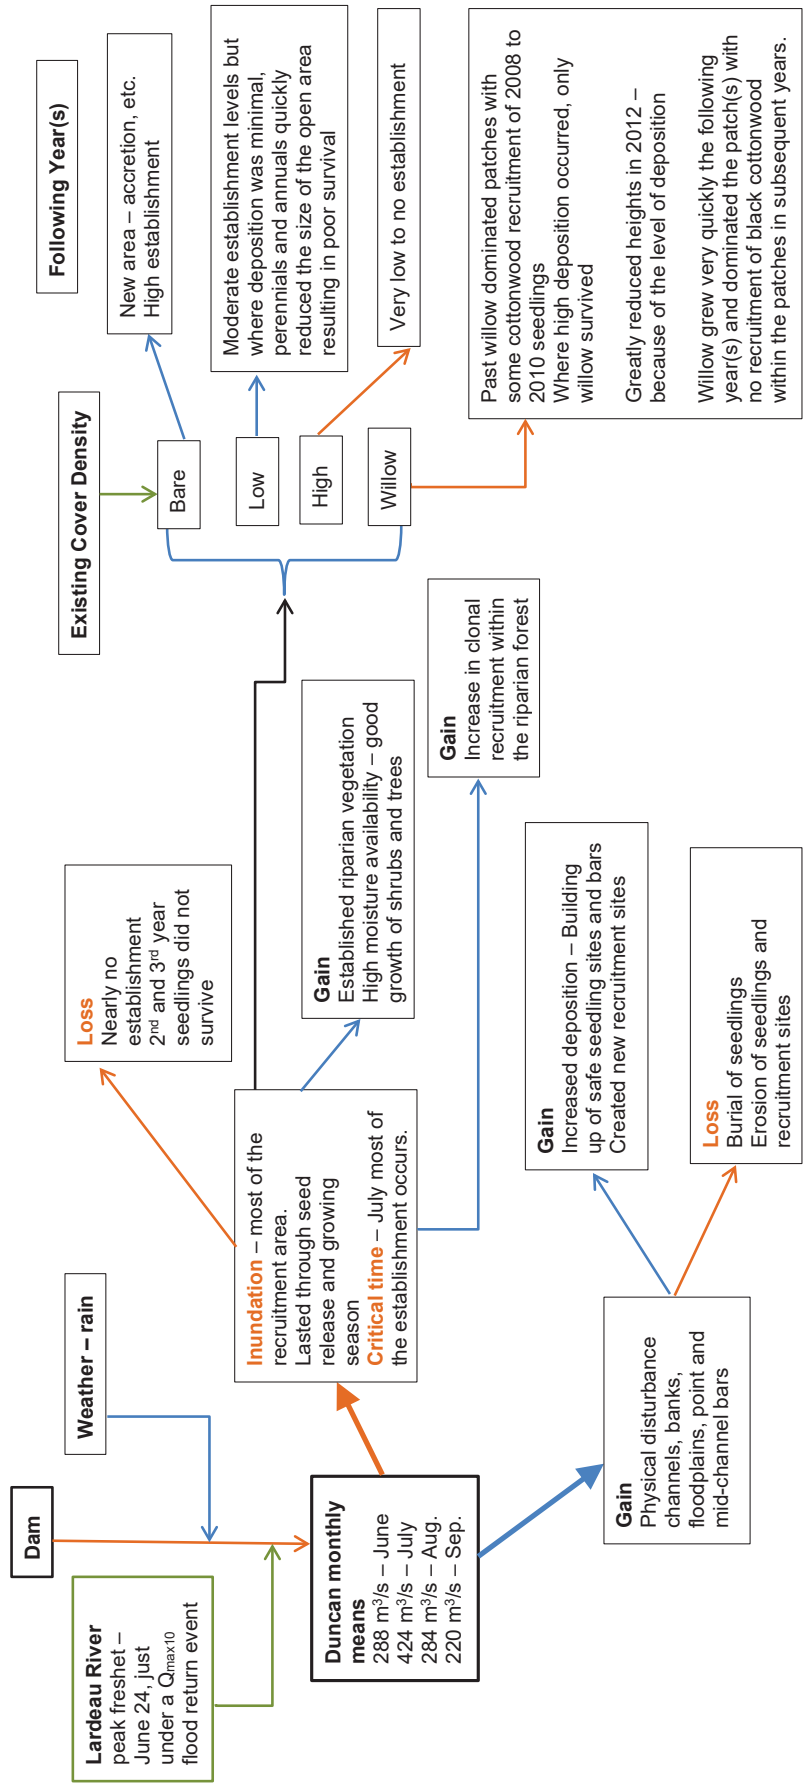 Dam
Weather – rain
Lardeau River
peak freshet –
June 24, just
under a Qmax10
flood return event
Duncan monthly
means
288 m³/s – June
424 m³/s – July
284 m³/s – Aug.
220 m³/s – Sep.
Inundation – most of the
recruitment area.
Lasted through seed
release and growing
season
Critical time – July most of
the establishment occurs.
Gain
Physical disturbance
channels, banks,
floodplains, point and
mid-channel bars
Loss
Nearly no
establishment
2nd and 3rd year
seedlings did not
survive
Gain
Established riparian vegetation
High moisture availability – good
growth of shrubs and trees
Gain
Increase in clonal
recruitment within
the riparian forest
Gain
Increased deposition – Building
up of safe seedling sites and bars
Created new recruitment sites
Loss
Burial of seedlings
Erosion of seedlings and
recruitment sites
Existing Cover Density
Bare
Low
High
Willow
Following Year(s)
New area – accretion, etc.
High establishment
Moderate establishment levels but
where deposition was minimal,
perennials and annuals quickly
reduced the size of the open area
resulting in poor survival
Very low to no establishment
Past willow dominated patches with
some cottonwood recruitment of 2008 to
2010 seedlings
Where high deposition occurred, only
willow survived
Greatly reduced heights in 2012 –
because of the level of deposition
Willow grew very quickly the following
year(s) and dominated the patch(s) with
no recruitment of black cottonwood
within the patches in subsequent years.